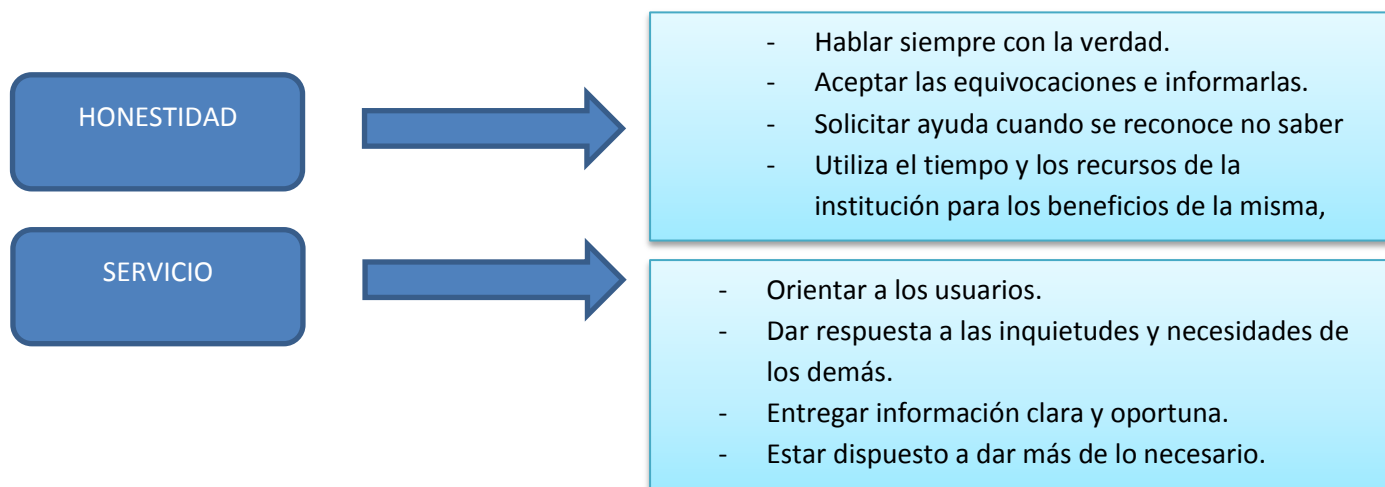 HONESTIDAD
- Hablar siempre con la verdad.
- Aceptar las equivocaciones e informarlas.
- Solicitar ayuda cuando se reconoce no saber
- Utiliza el tiempo y los recursos de la
institución para los beneficios de la misma,
SERVICIO
- Orientar a los usuarios.
- Dar respuesta a las inquietudes y necesidades de
los demás.
- Entregar información clara y oportuna.
- Estar dispuesto a dar más de lo necesario.